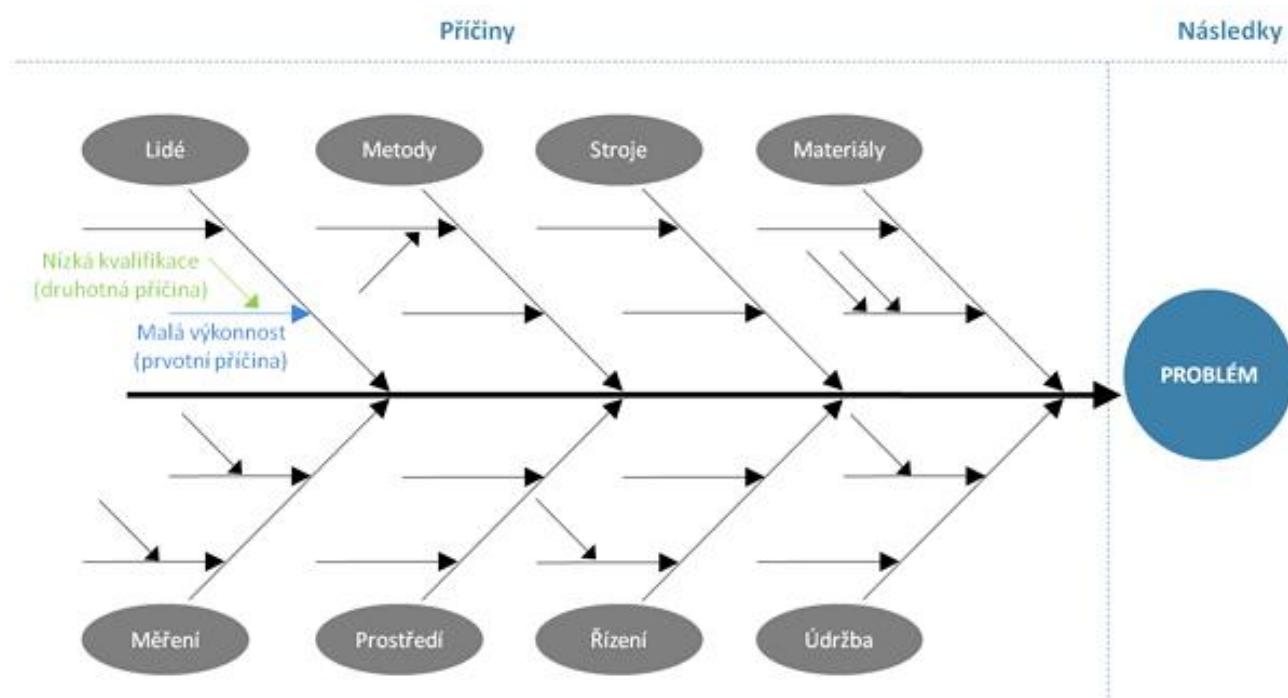 Příčiny
Následky
Lidé
Metody
Stroje
Materiály
Nízká kvalifikace
(druhotná příčina)
Malá výkonnost
(prvotní příčina)
PROBLÉM
Měření
Prostředí
Řízení
Údržba